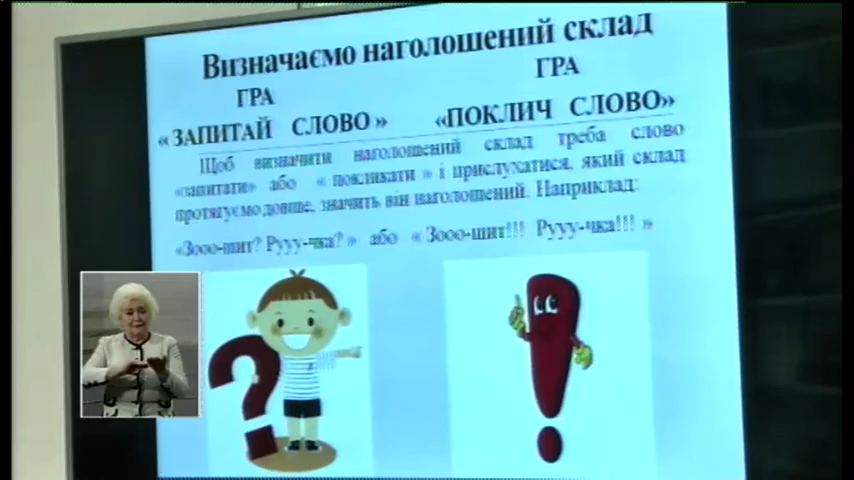 Визначаємо наголошений склад
ГРА ГРА
«ЗАПИТАЙ СЛОВО» «ПОКЛИЧ СЛОВО»
Щоб визначити наголошений склад треба слово
«запитати» або «покликати» і прислухатися, який склад
протягуємо довше, значить він наголошений. Наприклад:
«Зооо-шит? Рууу-чка?» або «Зооо-шит!!! Рууу-чка!!!»